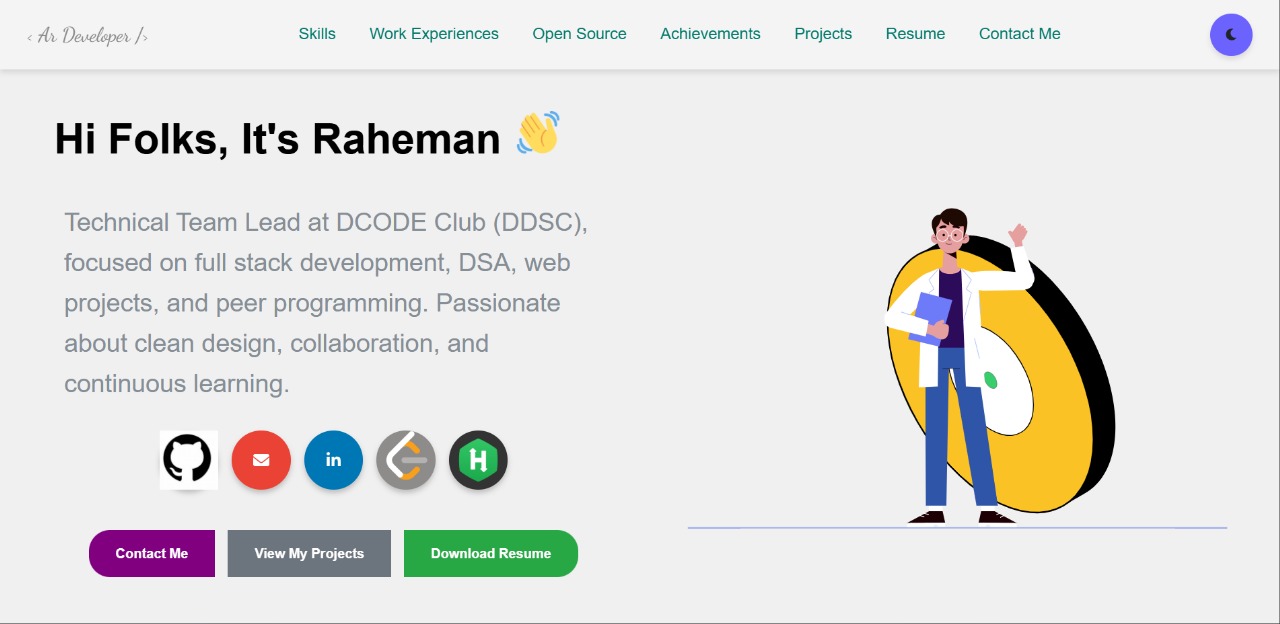 < Ar Developer />
Skills Work Experiences Open Source Achievements Projects Resume Contact Me
Hi Folks, It's Raheman 👋
Technical Team Lead at DCODE Club (DDSC),
focused on full stack development, DSA, web
projects, and peer programming. Passionate
about clean design, collaboration, and
continuous learning.
in
H
Contact Me View My Projects Download Resume